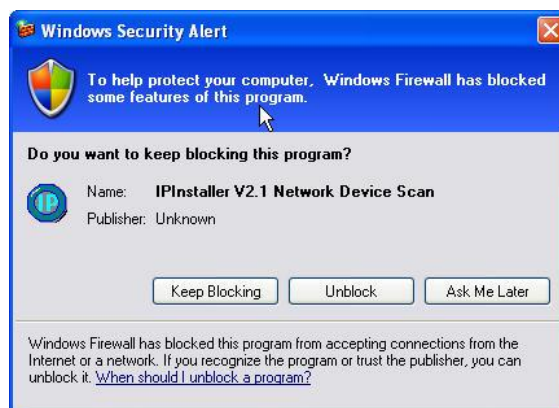 Windows Security Alert
To help protect your computer, Windows Firewall has blocked
some features of this program.
Do you want to keep blocking this program?
IP
Name: IPInstaller V2.1 Network Device Scan
Publisher: Unknown
Keep Blocking Unblock Ask Me Later
Windows Firewall has blocked this program from accepting connections from the
Internet or a network. If you recognize the program or trust the publisher, you can
unblock it. When should I unblock a program?